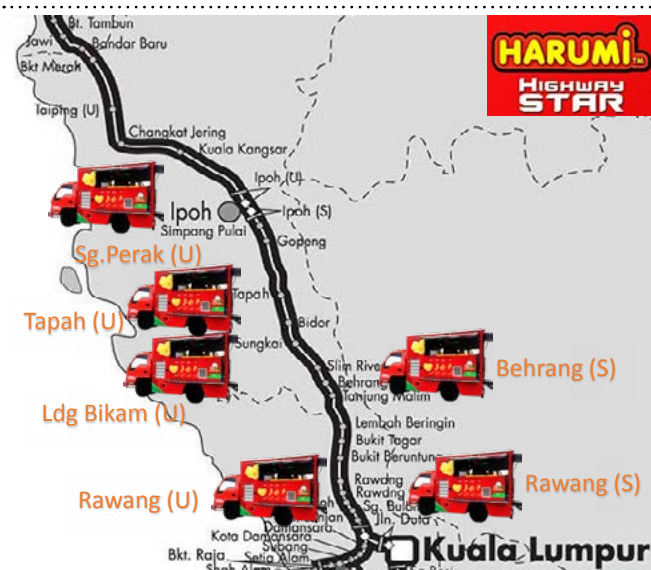 Bt. Tambun
Jawi
Bandar Baru
Bkt Merah
HARUMi TM
HIGHWAY
STAR
Taiping (U)
Changkat Jering
Kuala Kangsar
Ipoh (U)
Ipoh
Ipoh (S)
Simpang Pulai
Gopeng
Sg.Perak (U)
Tapah
Tapah (U)
Bidor
Sungkai
Slim River
Behrang
Behrang (S)
Tanjung Malim
Ldg Bikam (U)
Lembah Beringin
Bukit Tagar
Bukit Beruntung
Rawang
Rawang (S)
Rawang (U)
Rawang
Sg. Buloh
Jln. Duta
Damansara
Kota Damansara
Subang
Kuala Lumpur
Bkt. Raja
Setia Alam
Shah Alam